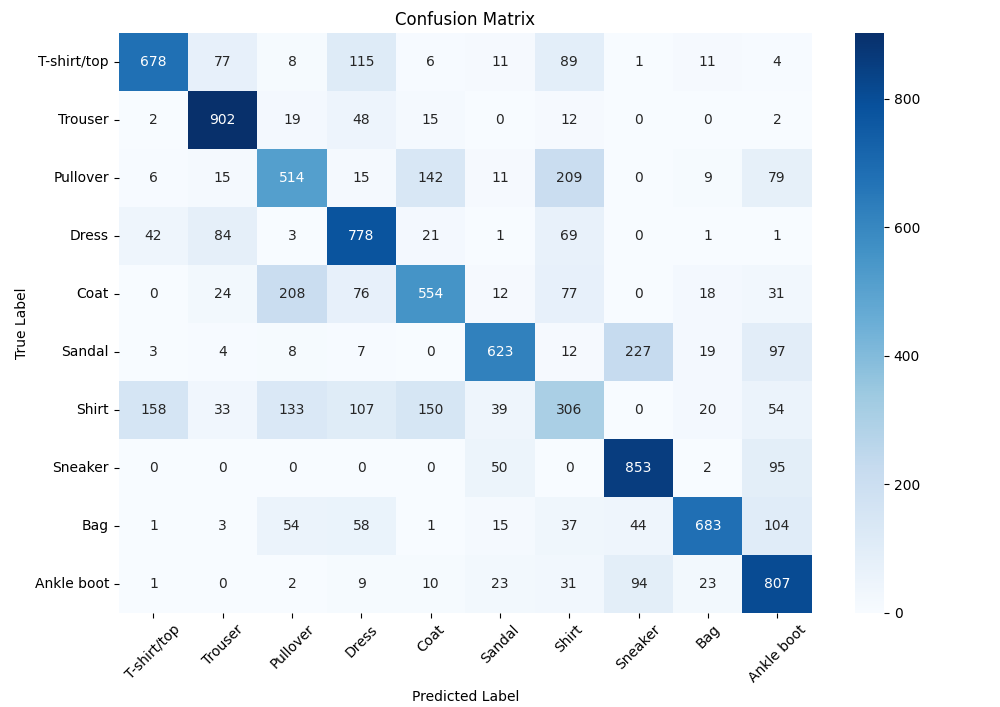 Confusion Matrix
True Label
T-shirt/top 678 77 8 115 6 11 89 1 11 4
Trouser 2 902 19 48 15 0 12 0 0 2
Pullover 6 15 514 15 142 11 209 0 9 79
Dress 42 84 3 778 21 1 69 0 1 1
Coat 0 24 208 76 554 12 77 0 18 31
Sandal 3 4 8 7 0 623 12 227 19 97
Shirt 158 33 133 107 150 39 306 0 20 54
Sneaker 0 0 0 0 0 50 0 853 2 95
Bag 1 3 54 58 1 15 37 44 683 104
Ankle boot 1 0 2 9 10 23 31 94 23 807
T-shirt/top Trouser Pullover Dress Coat Sandal Shirt Sneaker Bag Ankle boot
Predicted Label
800
600
400
200
0